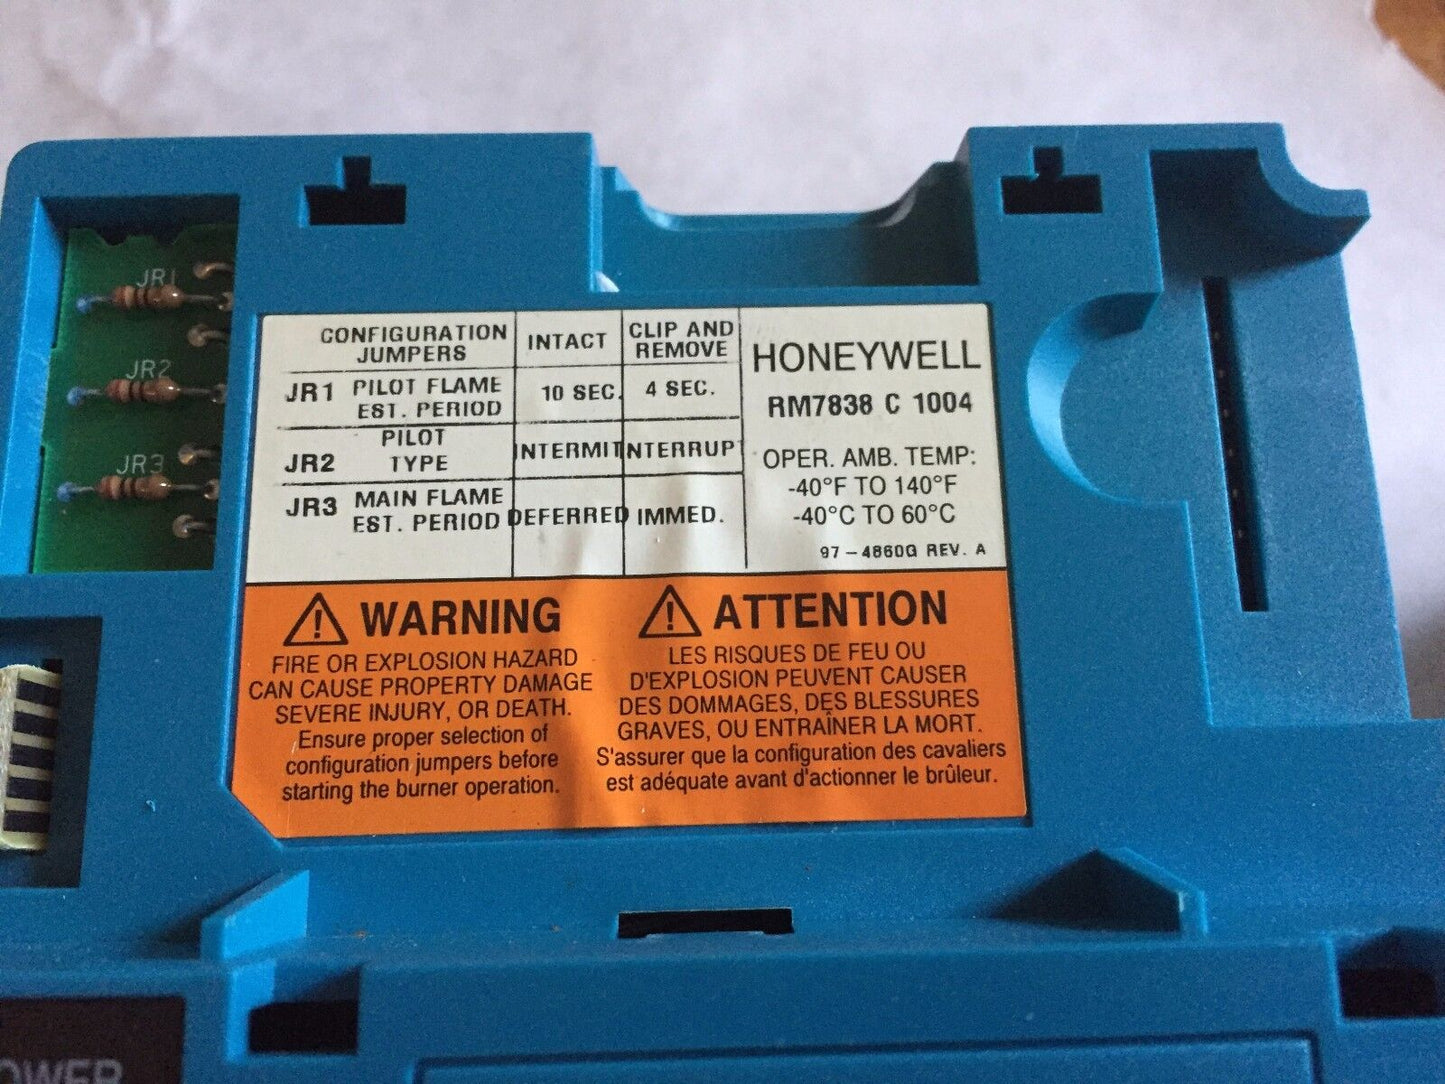 JR1
JR2
JR3
CONFIGURATION JUMPERS INTACT CLIP AND REMOVE
JR1 PILOT FLAME EST. PERIOD 10 SEC. 4 SEC.
JR2 PILOT TYPE INTERMIT INTERRUPT
JR3 MAIN FLAME EST. PERIOD DEFERRED IMMED.
HONEYWELL
RM7838 C 1004
OPER. AMB. TEMP:
-40°F TO 140°F
-40°C TO 60°C
97-4860G REV. A
WARNING
FIRE OR EXPLOSION HAZARD
CAN CAUSE PROPERTY DAMAGE
SEVERE INJURY, OR DEATH.
Ensure proper selection of
configuration jumpers before
starting the burner operation.
ATTENTION
LES RISQUES DE FEU OU
D'EXPLOSION PEUVENT CAUSER
DES DOMMAGES, DES BLESSURES
GRAVES, OU ENTRAÎNER LA MORT.
S'assurer que la configuration des cavaliers
est adéquate avant d'actionner le brûleur.
POWER